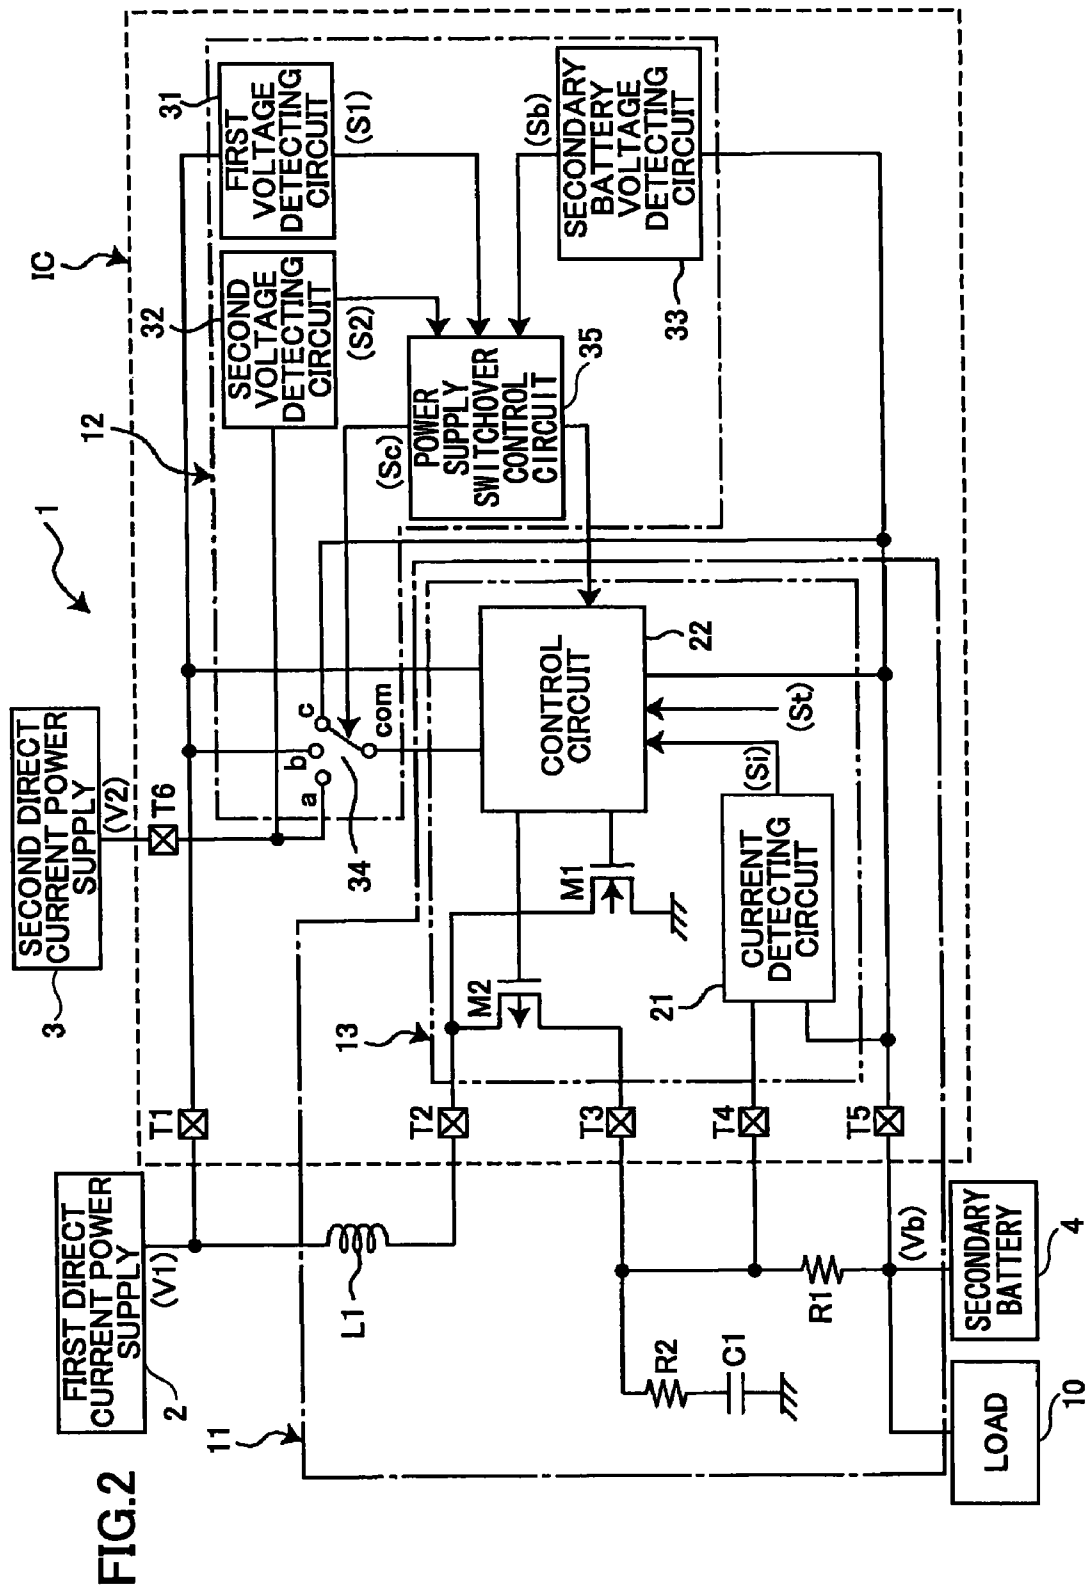 FIG.2
1
IC
FIRST DIRECT
CURRENT POWER
SUPPLY
2
(V1)
SECOND DIRECT
CURRENT POWER
SUPPLY
3
(V2)
T6
T1
12
32
31
SECOND
VOLTAGE
DETECTING
CIRCUIT
FIRST
VOLTAGE
DETECTING
CIRCUIT
(S2)
(S1)
a
b
c
com
34
(Sc)
POWER
SUPPLY
SWITCHOVER
CONTROL
CIRCUIT
35
(Sb)
SECONDARY
BATTERY
VOLTAGE
DETECTING
CIRCUIT
33
11
L1
T2
13
M2
M1
CONTROL
CIRCUIT
22
T3
R2
C1
T4
21
CURRENT
DETECTING
CIRCUIT
(Si)
(St)
R1
T5
(Vb)
LOAD
10
SECONDARY
BATTERY
4